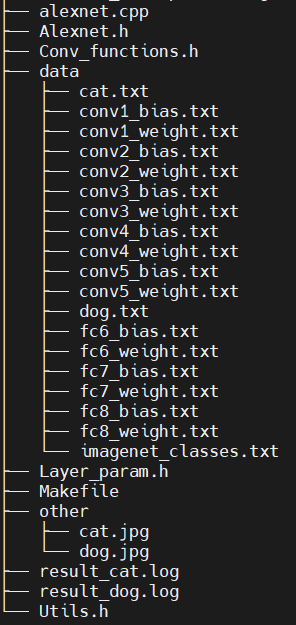 ├── alexnet.cpp
├── Alexnet.h
├── Conv_functions.h
├── data
│   ├── cat.txt
│   ├── conv1_bias.txt
│   ├── conv1_weight.txt
│   ├── conv2_bias.txt
│   ├── conv2_weight.txt
│   ├── conv3_bias.txt
│   ├── conv3_weight.txt
│   ├── conv4_bias.txt
│   ├── conv4_weight.txt
│   ├── conv5_bias.txt
│   ├── conv5_weight.txt
│   ├── dog.txt
│   ├── fc6_bias.txt
│   ├── fc6_weight.txt
│   ├── fc7_bias.txt
│   ├── fc7_weight.txt
│   ├── fc8_bias.txt
│   ├── fc8_weight.txt
│   └── imagenet_classes.txt
├── Layer_param.h
├── Makefile
├── other
│   ├── cat.jpg
│   └── dog.jpg
├── result_cat.log
├── result_dog.log
└── Utils.h